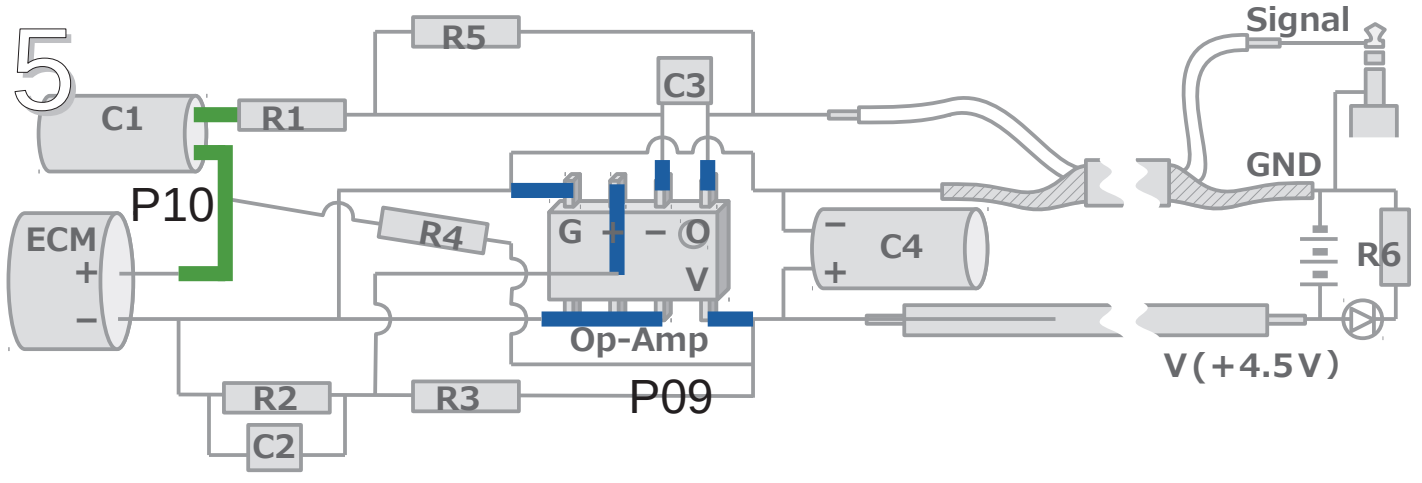 5
Signal
R5
C3
C1
R1
GND
P10
ECM
R4
G + − O
− C4
R6
+
V
+
−
Op-Amp
V(+4.5V)
R2
R3
P09
C2